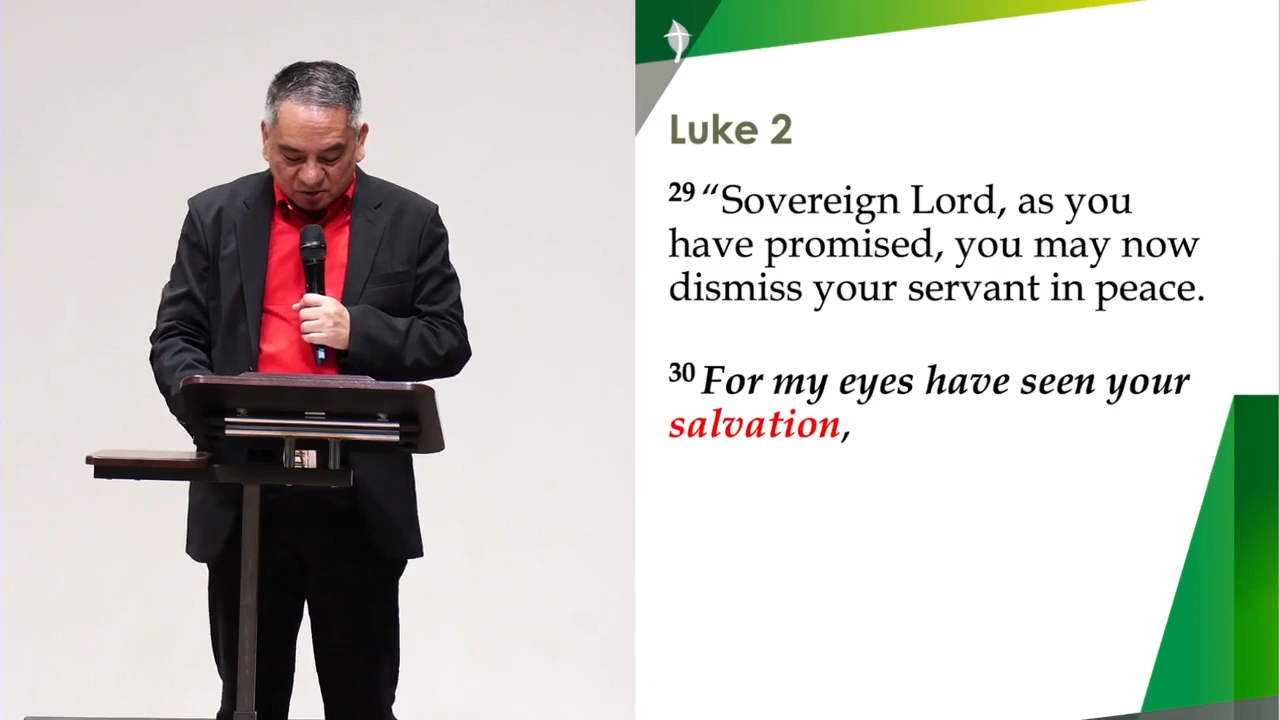 Luke 2
29 “Sovereign Lord, as you
have promised, you may now
dismiss your servant in peace.
30 For my eyes have seen your
salvation,